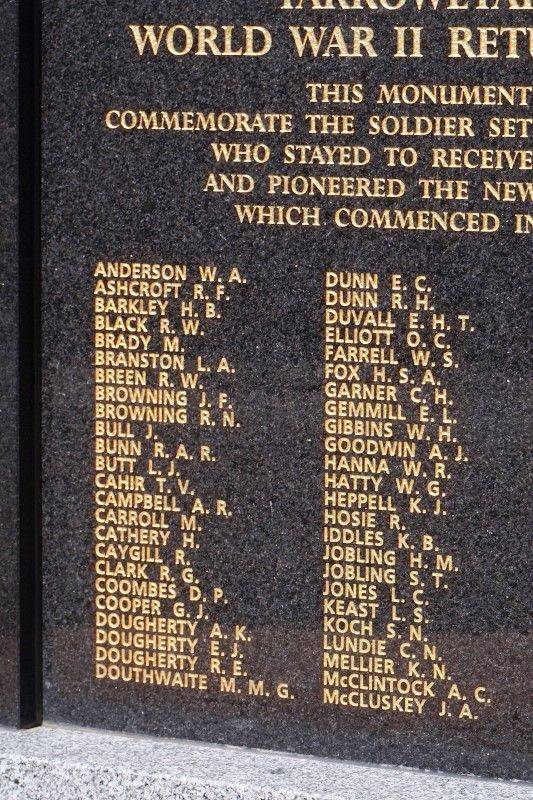 WORLD WAR II
THIS MONUMENT
COMMEMORATE THE SOLDIER
WHO STAYED TO RECEIVE
AND PIONEERED THE NEW
WHICH COMMENCED IN
ANDERSON W. A.
ASHCROFT R. F.
BARKLEY H. B.
BLACK R. W.
BRADY M.
BRANSTON L. A.
BREEN R. W.
BROWNING J. F.
BROWNING R. N.
BULL J.
BUNN R. A. R.
BUTT L. J.
CAHIR T. V.
CAMPBELL A. R.
CARROLL M.
CATHERY H.
CAYGILL R.
CLARK R. G.
COOMBES D. P.
COOPER G. J.
DOUGHERTY A. K.
DOUGHERTY E. J.
DOUGHERTY R. E.
DOUTHWAITE M. M. G.
DUNN E. C.
DUNN R. H.
DUVALL E. H. T.
ELLIOTT O. C.
FARRELL W. S.
FOX H. S. A.
GARNER C. H.
GEMMILL E. L.
GIBBINS W. H.
GOODWIN A. J.
HANNA W. R.
HATTY W. G.
HEPPELL K. J.
HOSIE R.
IDDLES K. B.
JOBLING H. M.
JOBLING S. T.
JONES L. C.
KEAST L. S.
KOCH S. N.
LUNDIE C. N.
MELLIER K. N.
McCLINTOCK A. C.
McCLUSKEY J. A.